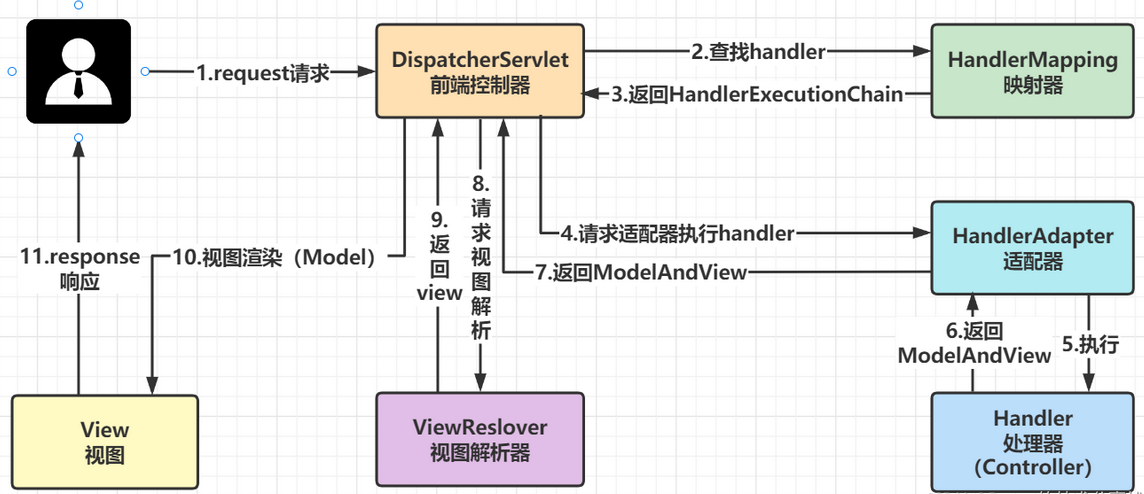 1.request请求
DispatcherServlet
前端控制器
2.查找handler
3.返回HandlerExecutionChain
HandlerMapping
映射器
4.请求适配器执行handler
7.返回ModelAndView
HandlerAdapter
适配器
8.
请
求
视
图
解
析
9.
返
回
view
10.视图渲染（Model）
11.response
响应
6.返回
ModelAndView
5.执行
View
视图
ViewReslover
视图解析器
Handler
处理器
（Controller）